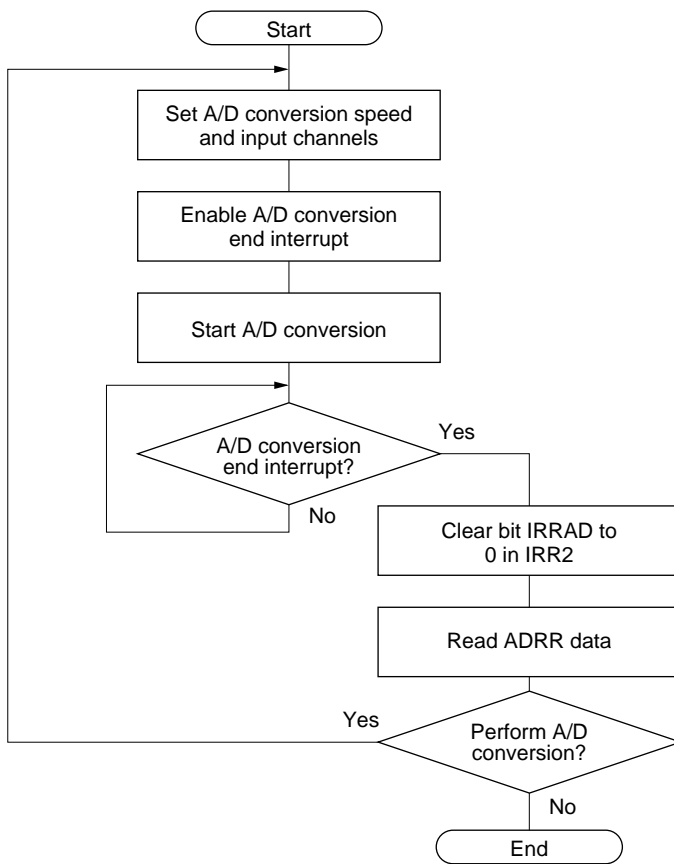 Start
Set A/D conversion speed
and input channels
Enable A/D conversion
end interrupt
Start A/D conversion
A/D conversion
end interrupt?
Yes
No
Clear bit IRRAD to
0 in IRR2
Read ADRR data
Yes
Perform A/D
conversion?
No
End